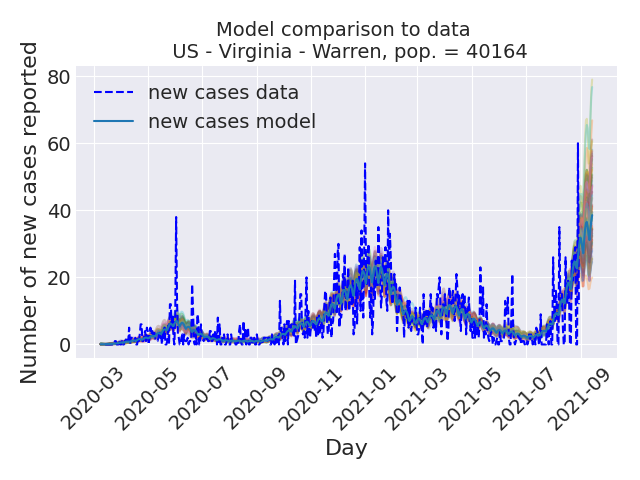 Model comparison to data
US - Virginia - Warren, pop. = 40164
Number of new cases reported
80
60
40
20
0
new cases data
new cases model
2020-03
2020-05
2020-07
2020-09
2020-11
2021-01
2021-03
2021-05
2021-07
2021-09
Day